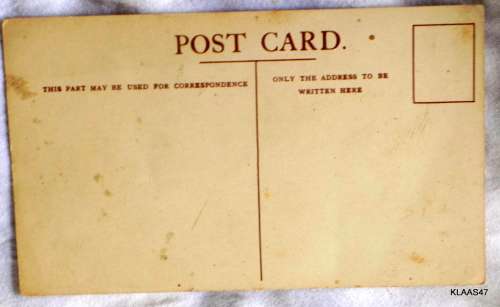 POST CARD.
THIS PART MAY BE USED FOR CORRESPONDENCE
ONLY THE ADDRESS TO BE
WRITTEN HERE
KLAAS47